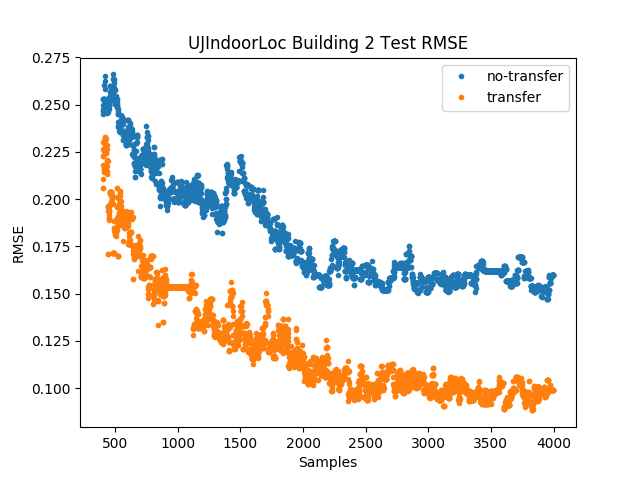 UJIndoorLoc Building 2 Test RMSE
no-transfer
transfer
RMSE
0.275
0.250
0.225
0.200
0.175
0.150
0.125
0.100
500 1000 1500 2000 2500 3000 3500 4000
Samples